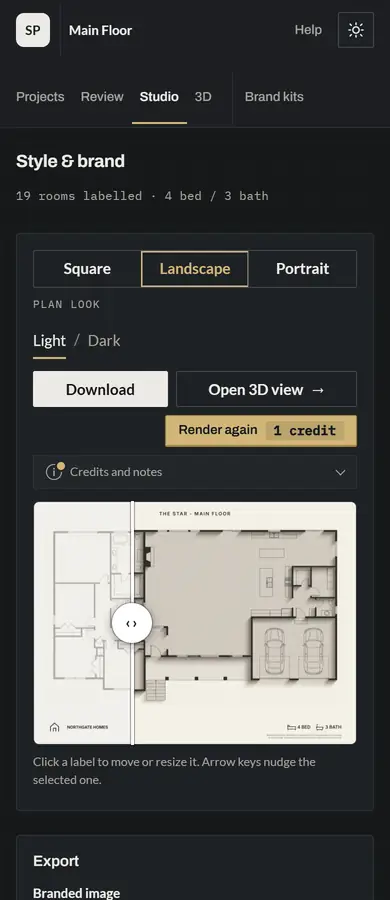 SP
Main Floor
Help
Projects
Review
Studio
3D
Brand kits
Style & brand
19 rooms labelled · 4 bed / 3 bath
Square
Landscape
Portrait
PLAN LOOK
Light / Dark
Download
Open 3D view →
Render again 1 credit
Credits and notes
THE STAR - MAIN FLOOR
NORTHGATE HOMES
4 BED
3 BATH
Click a label to move or resize it. Arrow keys nudge the
selected one.
Export
Branded image